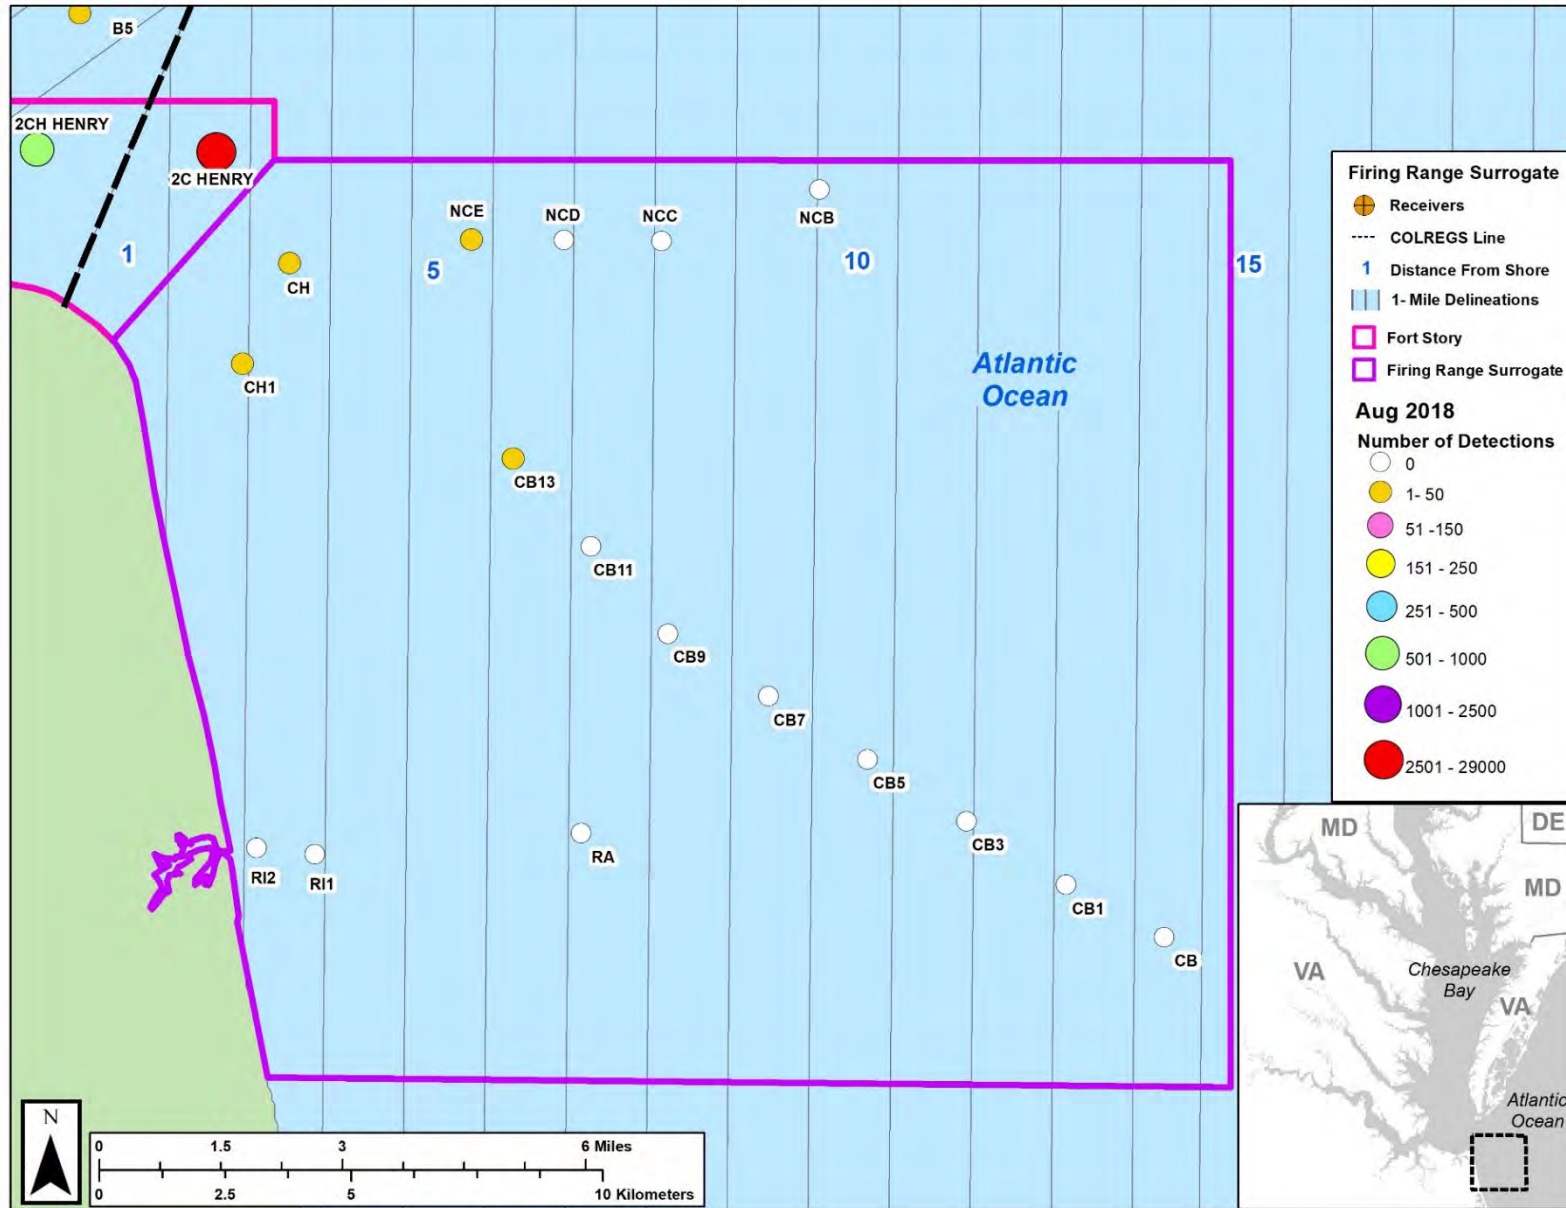 B5
2CH HENRY
2C HENRY
1
CH
CH1
NCE
5
NCD
NCC
NCB
10
15
Atlantic
Ocean
CB13
CB11
CB9
CB7
CB5
CB3
CB1
CB
RI2
RI1
RA
Firing Range Surrogate
Receivers
COLREGS Line
1 Distance From Shore
1- Mile Delineations
Fort Story
Firing Range Surrogate
Aug 2018
Number of Detections
0
1- 50
51 -150
151 - 250
251 - 500
501 - 1000
1001 - 2500
2501 - 29000
MD
DE
MD
VA
Chesapeake
Bay
VA
Atlantic
Ocean
N
0 1.5 3 6 Miles
0 2.5 5 10 Kilometers